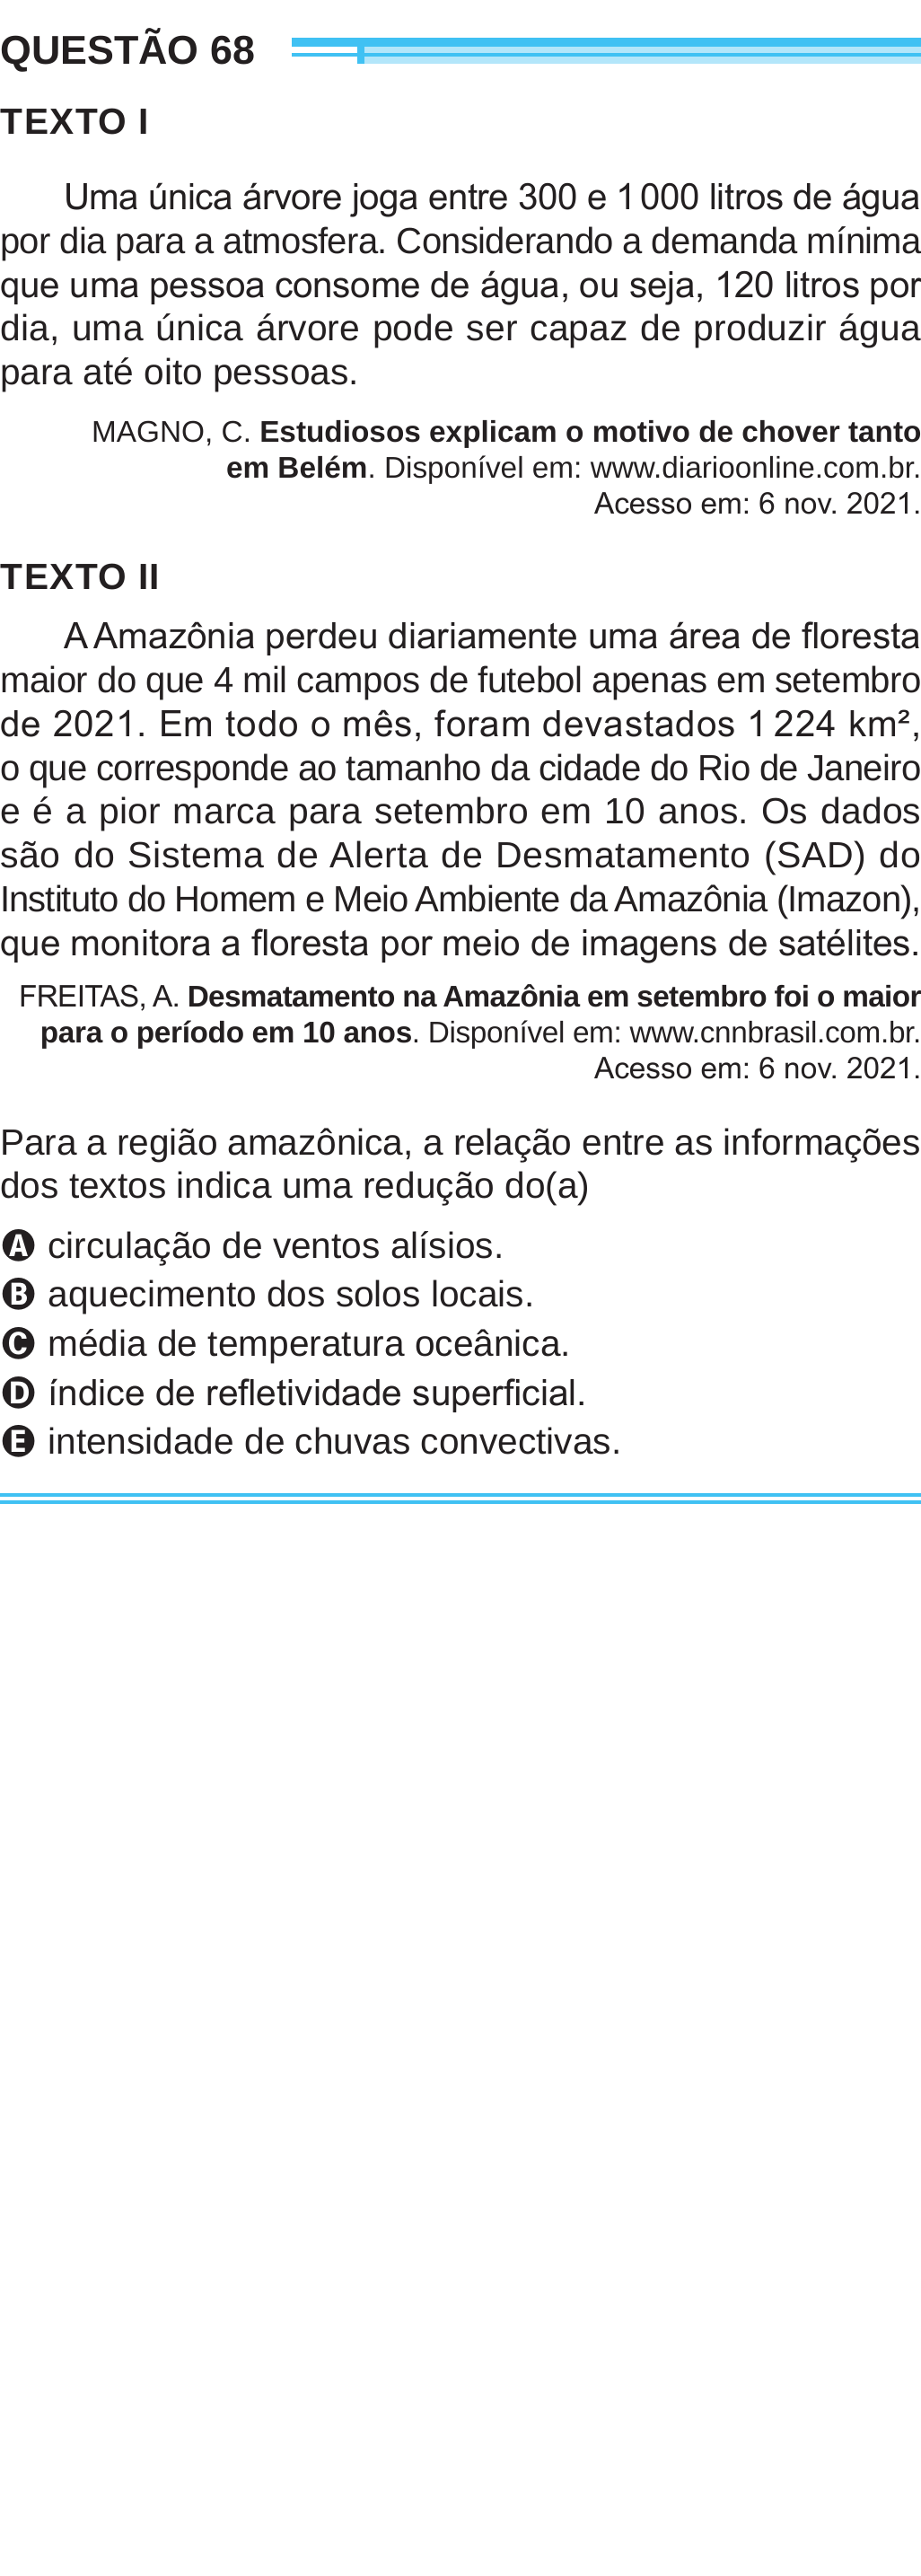 QUESTÃO 68
TEXTO I
Uma única árvore joga entre 300 e 1 000 litros de água
por dia para a atmosfera. Considerando a demanda mínima
que uma pessoa consome de água, ou seja, 120 litros por
dia, uma única árvore pode ser capaz de produzir água
para até oito pessoas.
MAGNO, C. Estudiosos explicam o motivo de chover tanto
em Belém. Disponível em: www.diarioonline.com.br.
Acesso em: 6 nov. 2021.
TEXTO II
A Amazônia perdeu diariamente uma área de floresta
maior do que 4 mil campos de futebol apenas em setembro
de 2021. Em todo o mês, foram devastados 1 224 km²,
o que corresponde ao tamanho da cidade do Rio de Janeiro
e é a pior marca para setembro em 10 anos. Os dados
são do Sistema de Alerta de Desmatamento (SAD) do
Instituto do Homem e Meio Ambiente da Amazônia (Imazon),
que monitora a floresta por meio de imagens de satélites.
FREITAS, A. Desmatamento na Amazônia em setembro foi o maior
para o período em 10 anos. Disponível em: www.cnnbrasil.com.br.
Acesso em: 6 nov. 2021.
Para a região amazônica, a relação entre as informações
dos textos indica uma redução do(a)
A circulação de ventos alísios.
B aquecimento dos solos locais.
C média de temperatura oceânica.
D índice de refletividade superficial.
E intensidade de chuvas convectivas.